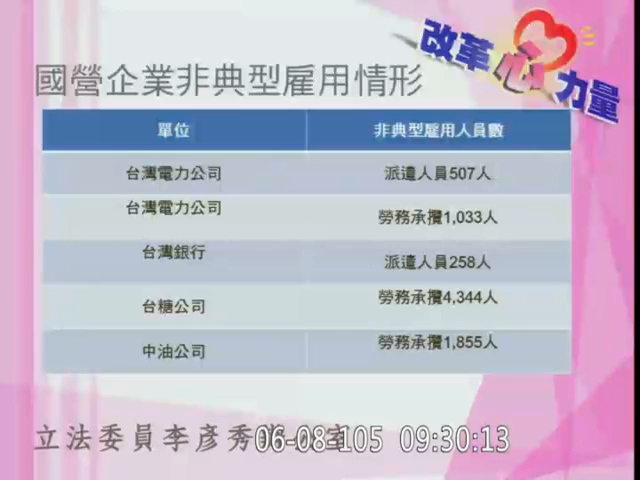 改革心力量
國營企業非典型雇用情形
單位 非典型雇用人員數
台灣電力公司 派遣人員507人
台灣電力公司 勞務承攬1,033人
台灣銀行 派遣人員258人
台糖公司 勞務承攬4,344人
中油公司 勞務承攬1,855人
立法委員李彥秀 室
06-08-105 09:30:13